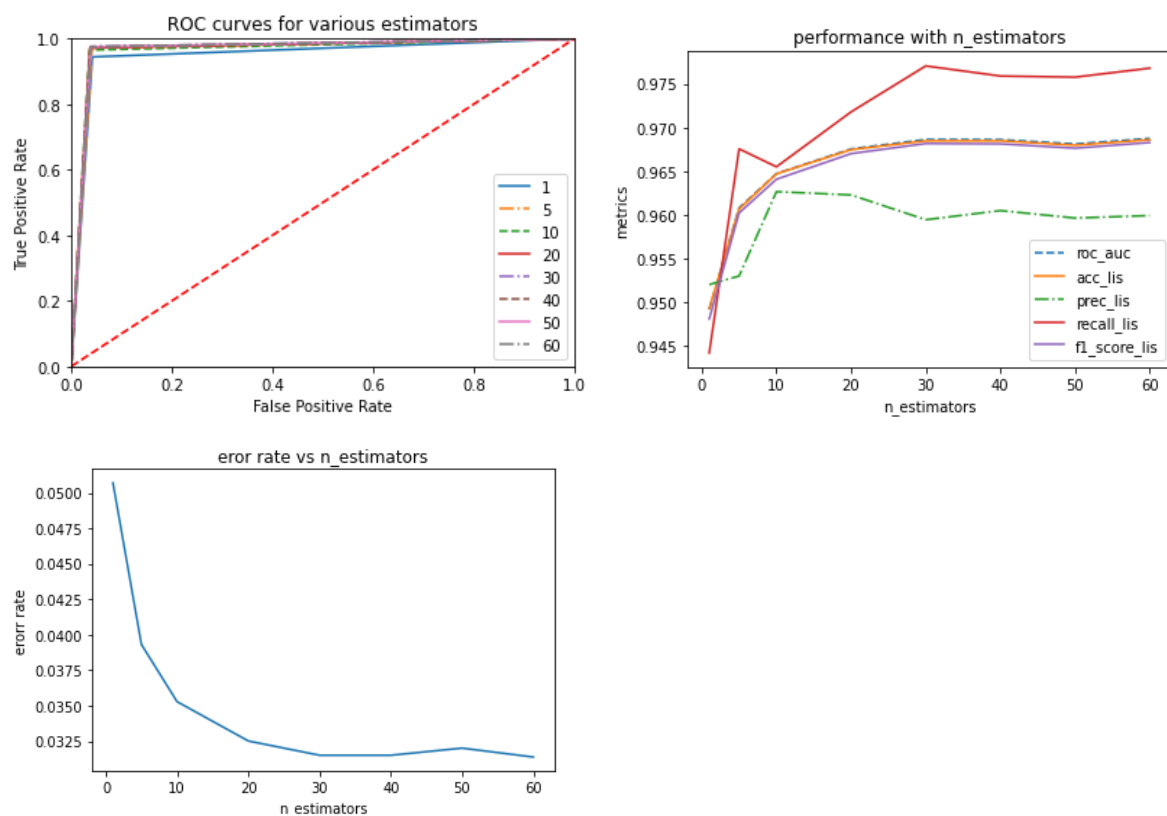 ROC curves for various estimators
1.0
0.8
0.6
0.4
0.2
0.0
True Positive Rate
0.0 0.2 0.4 0.6 0.8 1.0
False Positive Rate
1
5
10
20
30
40
50
60
performance with n_estimators
0.975
0.970
0.965
0.960
0.955
0.950
0.945
metrics
0 10 20 30 40 50 60
n_estimators
roc_auc
acc_lis
prec_lis
recall_lis
f1_score_lis
eror rate vs n_estimators
0.0500
0.0475
0.0450
0.0425
0.0400
0.0375
0.0350
0.0325
erorr rate
0 10 20 30 40 50 60
n estimators